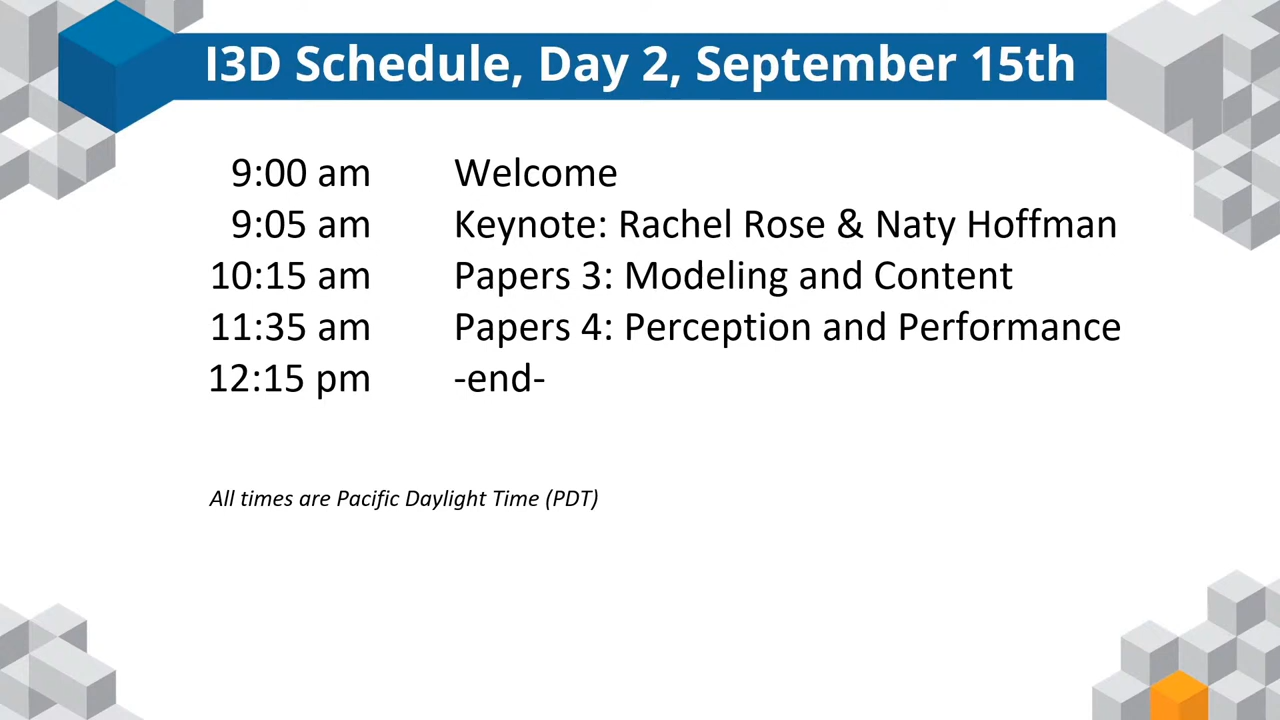 I3D Schedule, Day 2, September 15th
9:00 am Welcome
9:05 am Keynote: Rachel Rose & Naty Hoffman
10:15 am Papers 3: Modeling and Content
11:35 am Papers 4: Perception and Performance
12:15 pm -end-
All times are Pacific Daylight Time (PDT)